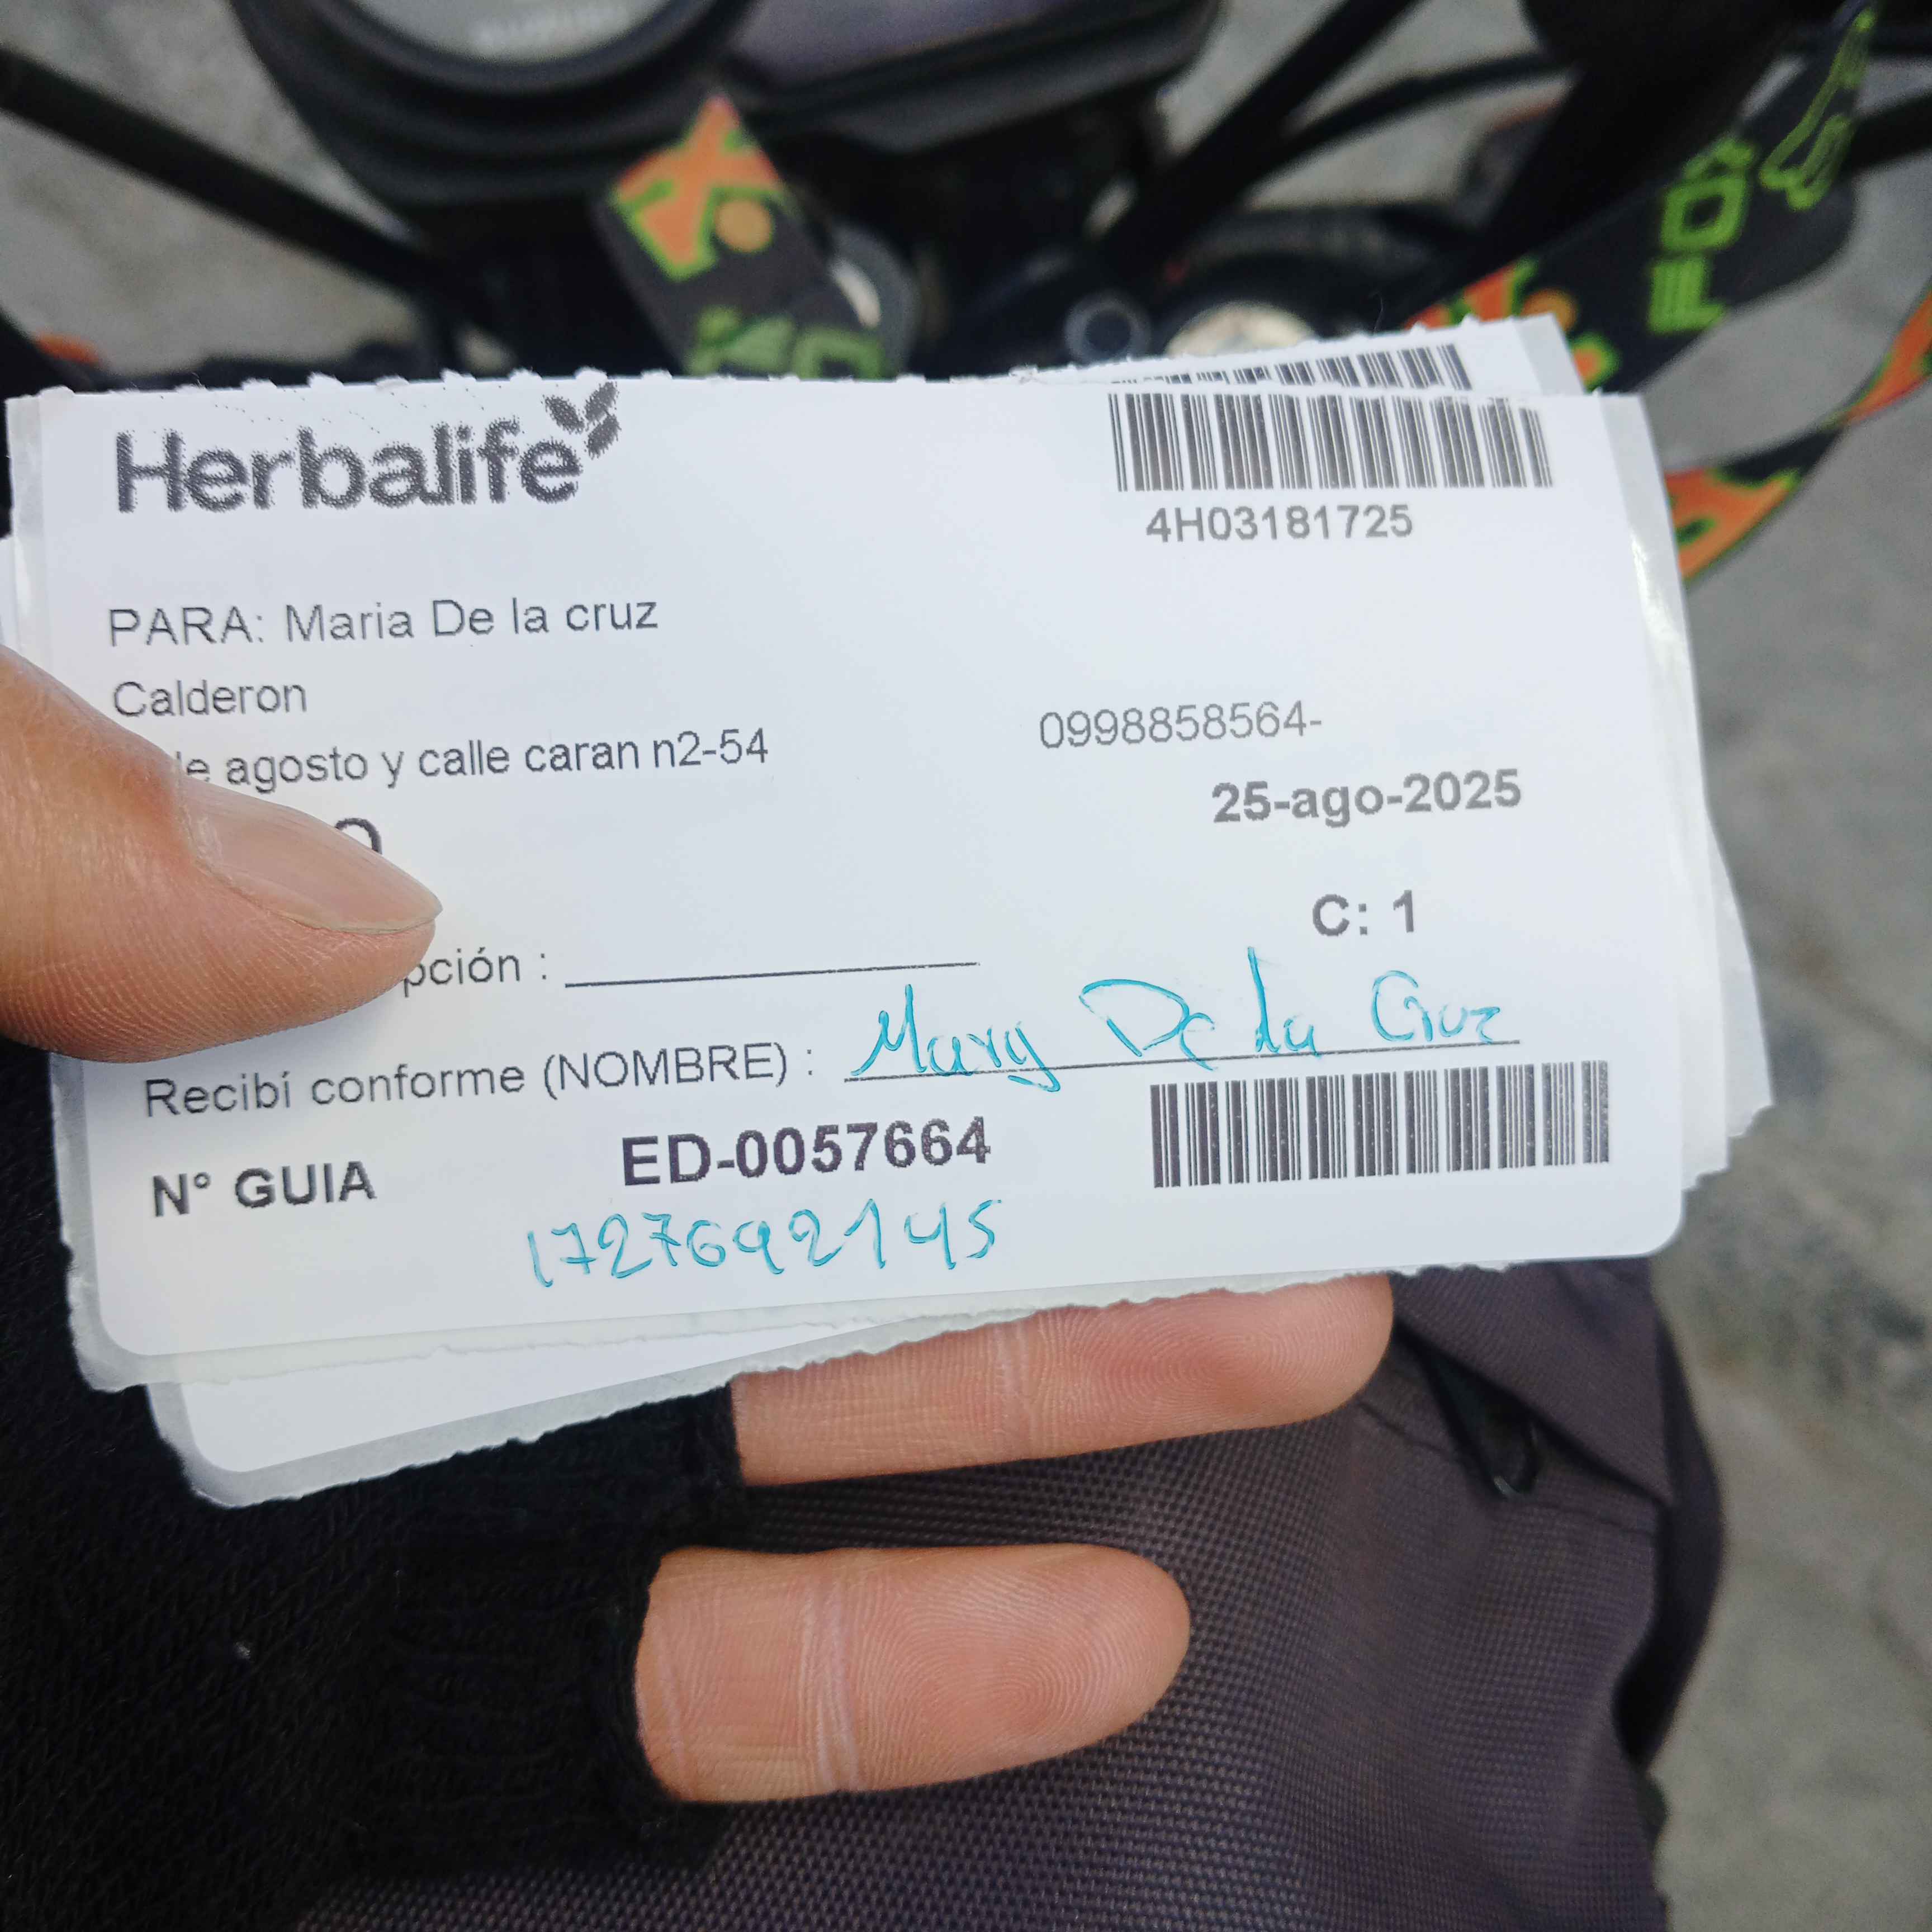 Herbalife
4H03181725
PARA: Maria De la cruz
Calderon
agosto y calle caran n2-54
0998858564-
25-ago-2025
C: 1
pción :
Recibí conforme (NOMBRE) : Mary De La Cruz
N° GUIA ED-0057664
1727692145
FOX